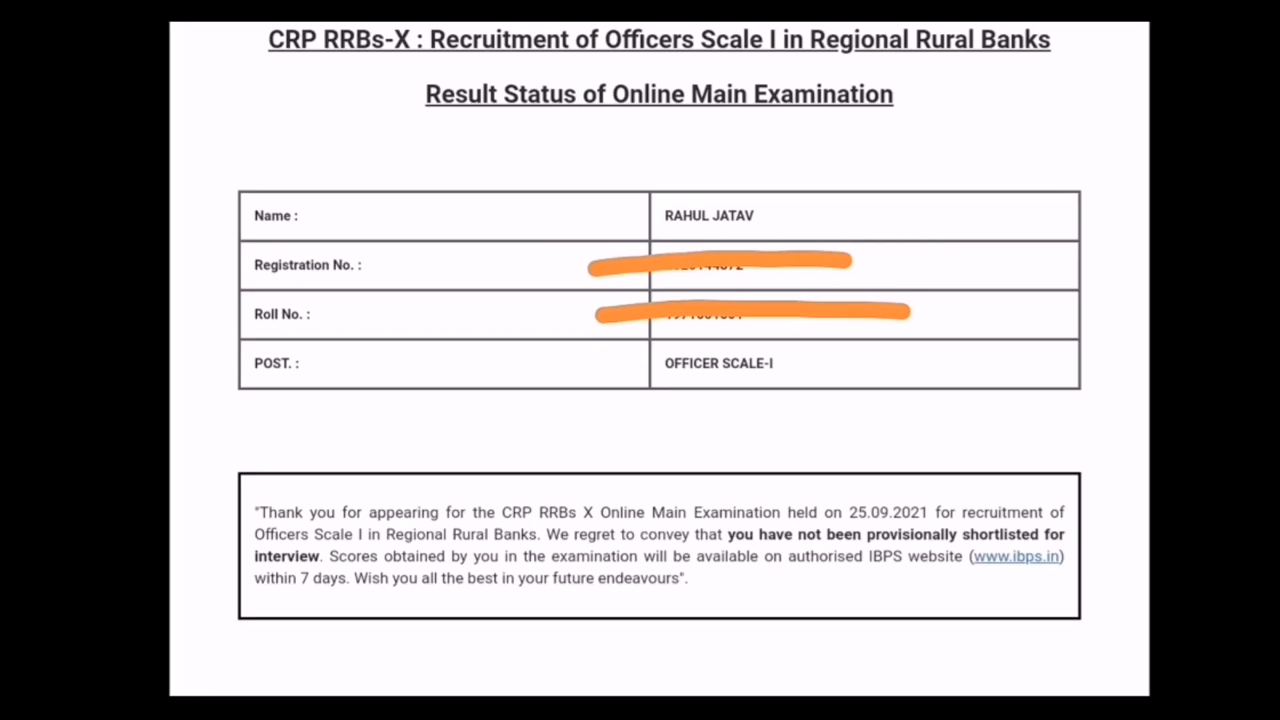 CRP RRBs-X : Recruitment of Officers Scale I in Regional Rural Banks
Result Status of Online Main Examination
Name : RAHUL JATAV
Registration No. :
Roll No. :
POST. : OFFICER SCALE-I
"Thank you for appearing for the CRP RRBs X Online Main Examination held on 25.09.2021 for recruitment of
Officers Scale I in Regional Rural Banks. We regret to convey that you have not been provisionally shortlisted for
interview. Scores obtained by you in the examination will be available on authorised IBPS website (www.ibps.in)
within 7 days. Wish you all the best in your future endeavours".